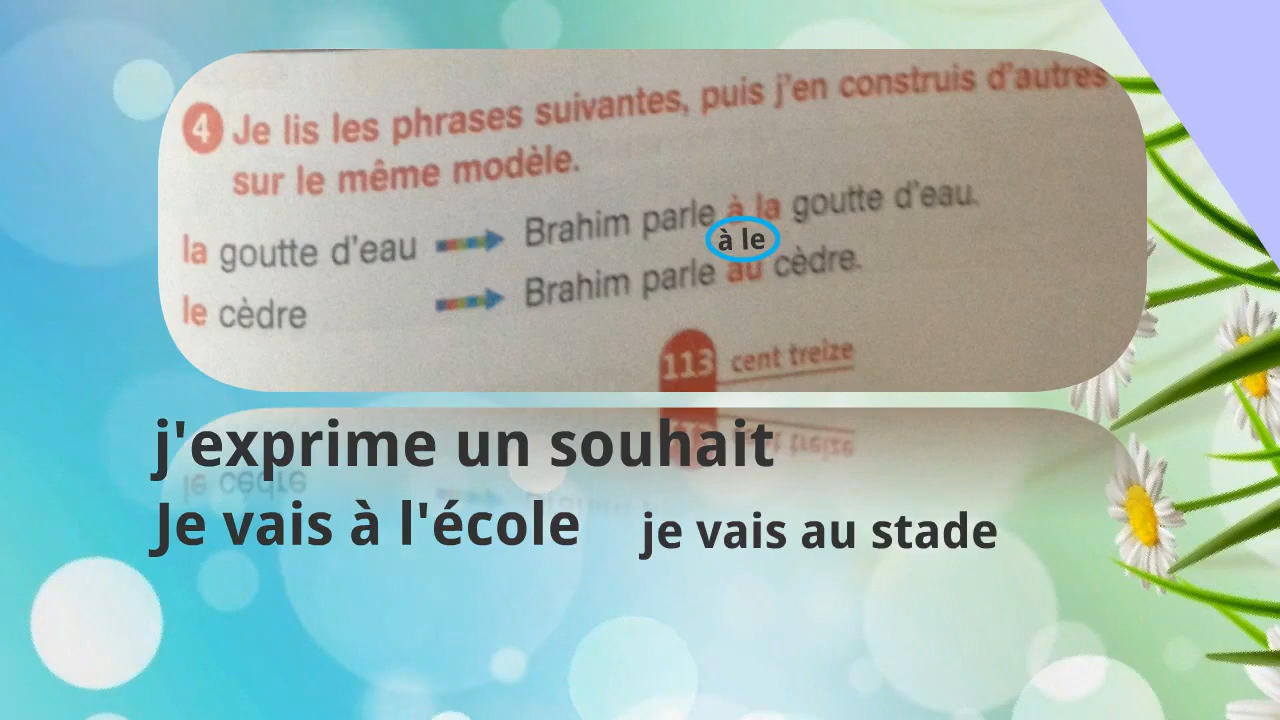 4 Je lis les phrases suivantes, puis j'en construis d'autres
sur le même modèle.
la goutte d'eau Brahim parle à la goutte d'eau.
à le
le cèdre Brahim parle au cèdre.
113 cent treize
j'exprime un souhait
Je vais à l'école je vais au stade